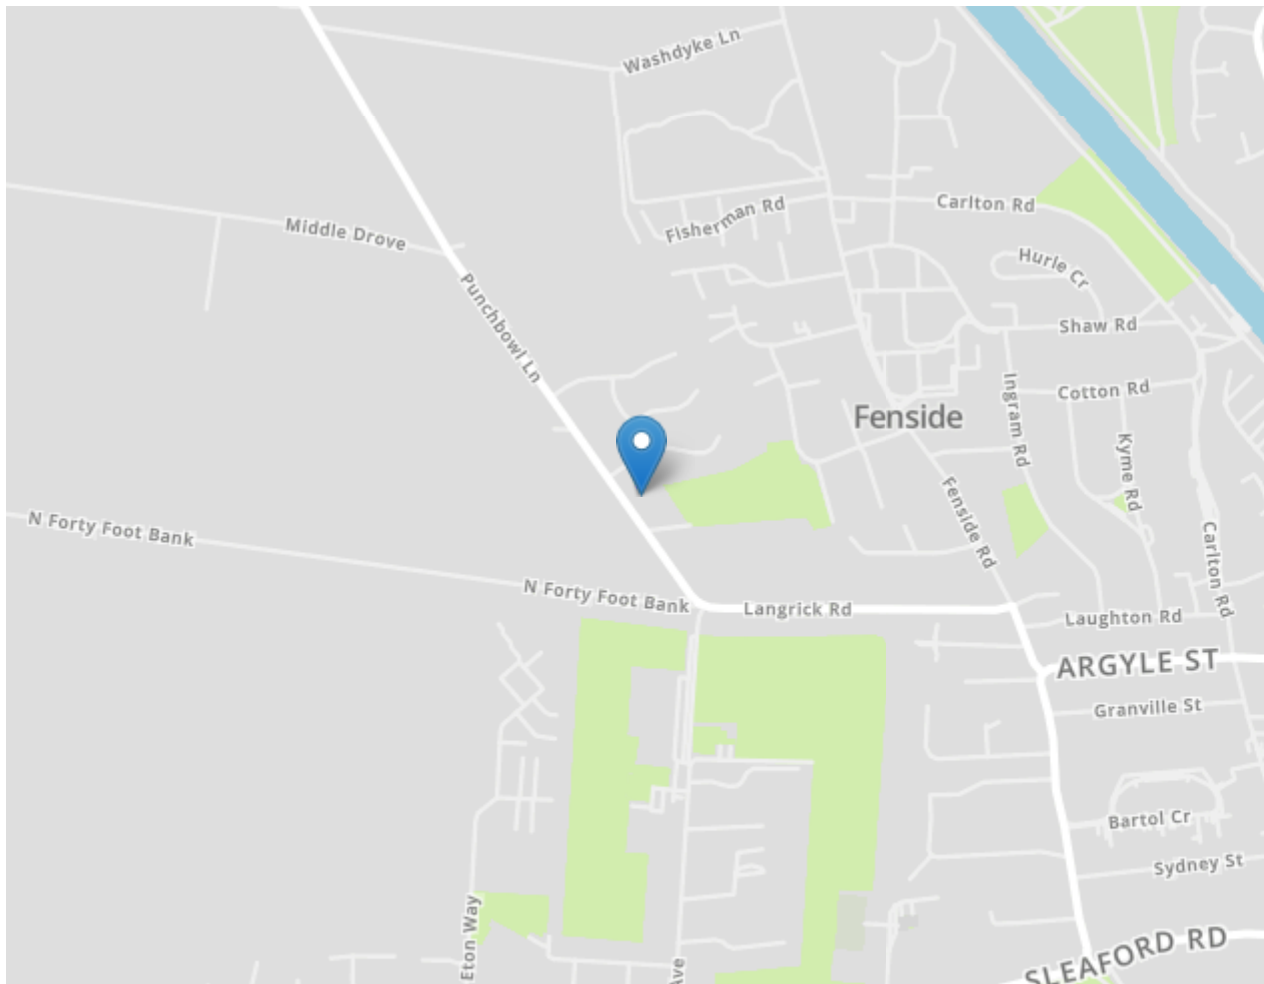 Washdyke Ln
Carlton Rd
Fisherman Rd
Middle Drove
Hurle Cr
Punchbowl Ln
Shaw Rd
Cotton Rd
Ingram Rd
Fenside
Kyme Rd
Fenside Rd
N Forty Foot Bank
Carlton Rd
N Forty Foot Bank
Langrick Rd
Laughton Rd
ARGYLE ST
Granville St
Bartol Cr
Sydney St
Eton Way
Ave
SLEAFORD RD